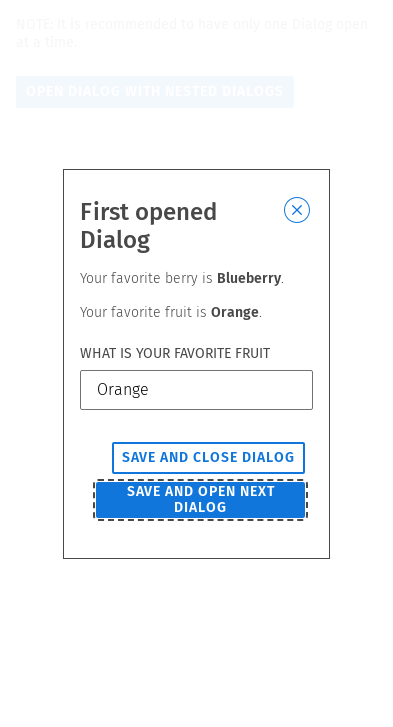 NOTE: It is recommended to have only one Dialog open
at a time.
OPEN DIALOG WITH NESTED DIALOGS
First opened
Dialog
Your favorite berry is Blueberry.
Your favorite fruit is Orange.
WHAT IS YOUR FAVORITE FRUIT
Orange
SAVE AND CLOSE DIALOG
SAVE AND OPEN NEXT
DIALOG